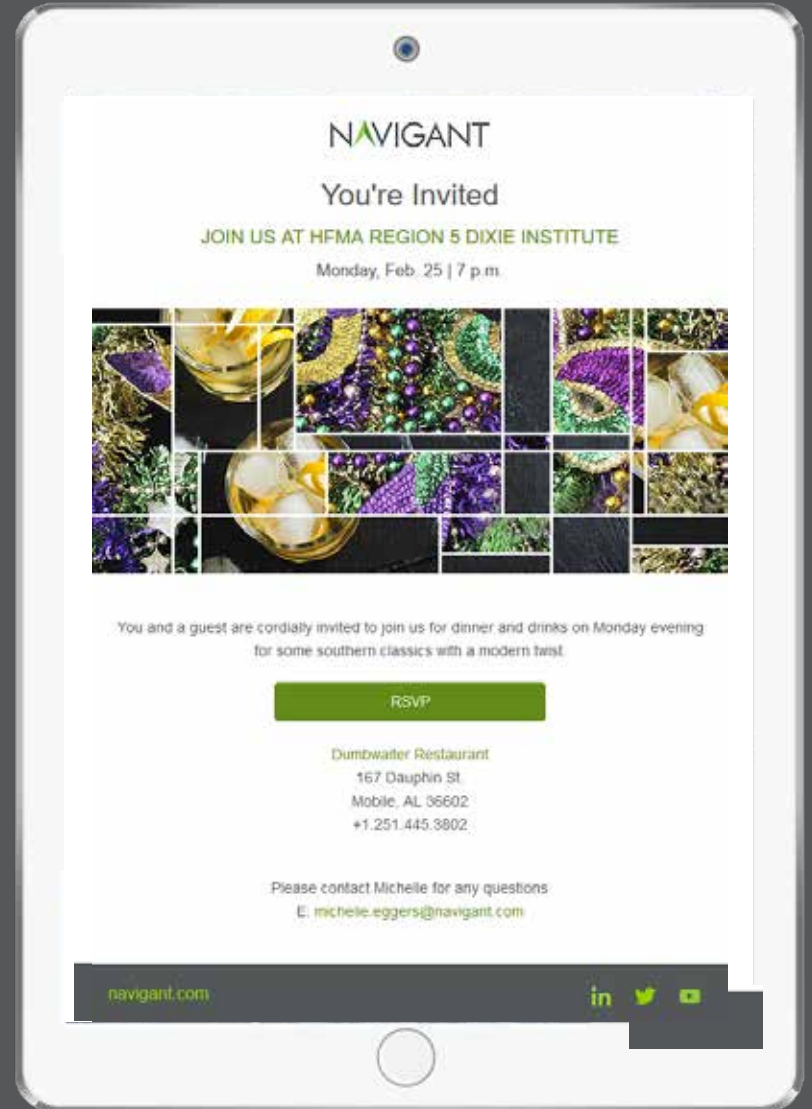 NAVIGANT
You're Invited
JOIN US AT HFMA REGION 5 DIXIE INSTITUTE
Monday, Feb. 25 | 7 p.m.
You and a guest are cordially invited to join us for dinner and drinks on Monday evening
for some southern classics with a modern twist.
RSVP
Dumbwaiter Restaurant
167 Dauphin St.
Mobile, AL 36602
+1.251.445.3802
Please contact Michelle for any questions
E: michelle.eggers@navigant.com
navigant.com
in